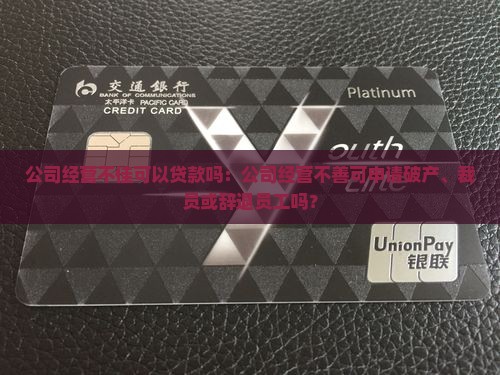 交通銀行
BANK OF COMMUNICATIONS
太平洋卡 PACIFIC CARD
CREDIT CARD
Platinum
outh
Elite
公司经营不佳可以贷款吗：公司经营不善可申请破产、裁
员或辞退员工吗？
UnionPay
银联